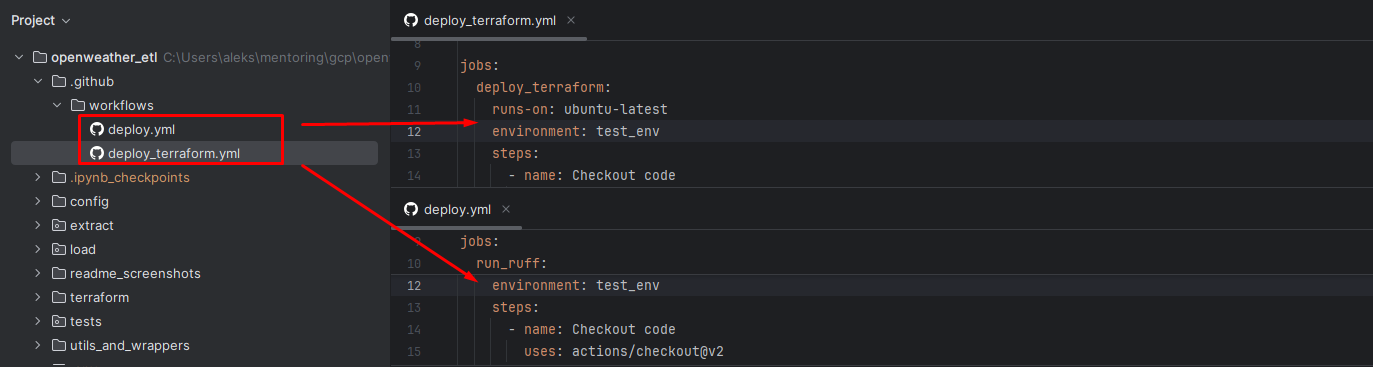 Project
openweather_etl C:\Users\aleks\mentoring\gcp\open
.github
workflows
deploy.yml
deploy_terraform.yml
.ipynb_checkpoints
config
extract
load
readme_screenshots
terraform
tests
utils_and_wrappers
deploy_terraform.yml
8
9 jobs:
10 deploy_terraform:
11 runs-on: ubuntu-latest
12 environment: test_env
13 steps:
14 - name: Checkout code
deploy.yml
9 jobs:
10 run_ruff:
12 environment: test_env
13 steps:
14 - name: Checkout code
15 uses: actions/checkout@v2